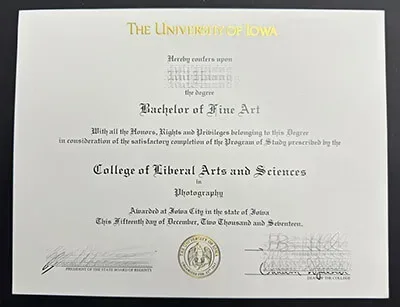 THE UNIVERSITY OF IOWA
Hereby confers upon
the degree
Bachelor of Fine Art
With all the Honors, Rights and Privileges belonging to this Degree
in consideration of the satisfactory completion of the Program of Study prescribed by the
College of Liberal Arts and Sciences
in
Photography
Awarded at Iowa City in the state of Iowa
This Fifteenth day of December, Two Thousand and Seventeen.
PRESIDENT OF THE STATE BOARD OF REGENTS
DEAN OF THE COLLEGE